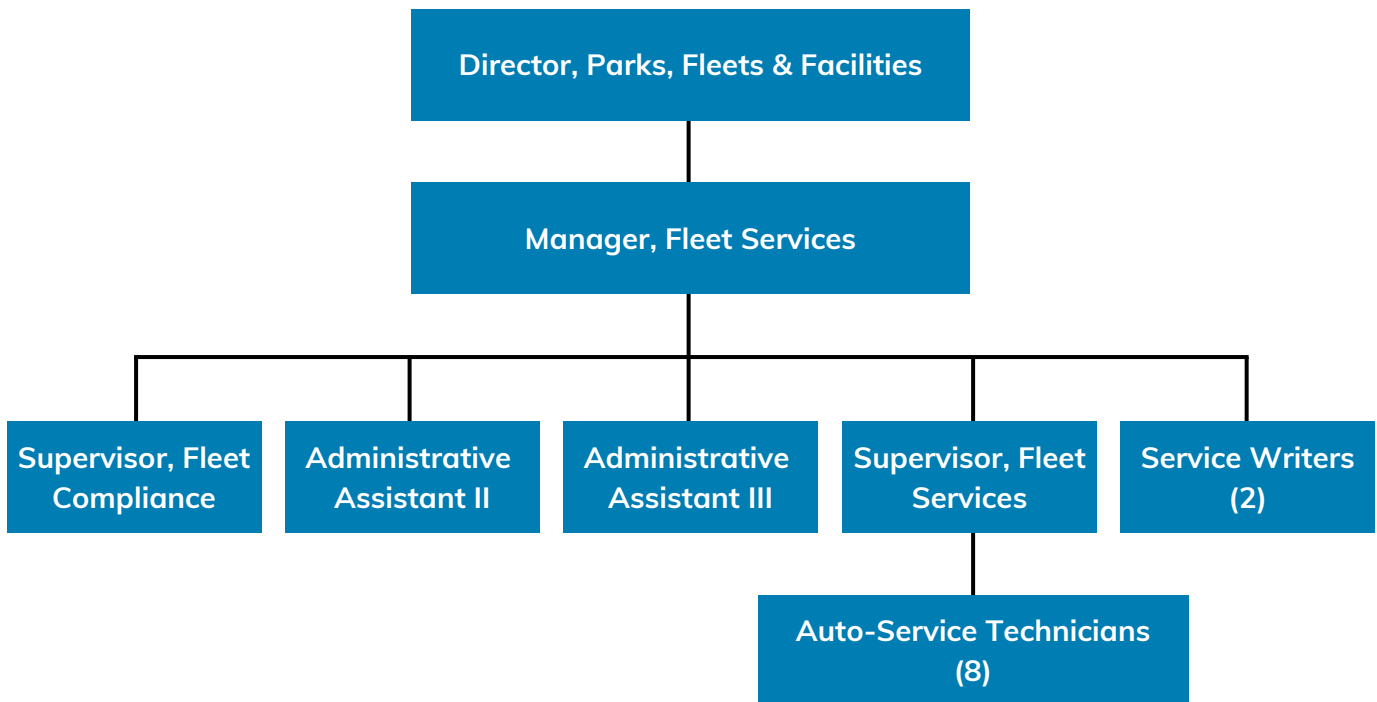 Director, Parks, Fleets & Facilities
Manager, Fleet Services
Supervisor, Fleet
Compliance
Administrative
Assistant II
Administrative
Assistant III
Supervisor, Fleet
Services
Service Writers
(2)
Auto-Service Technicians
(8)